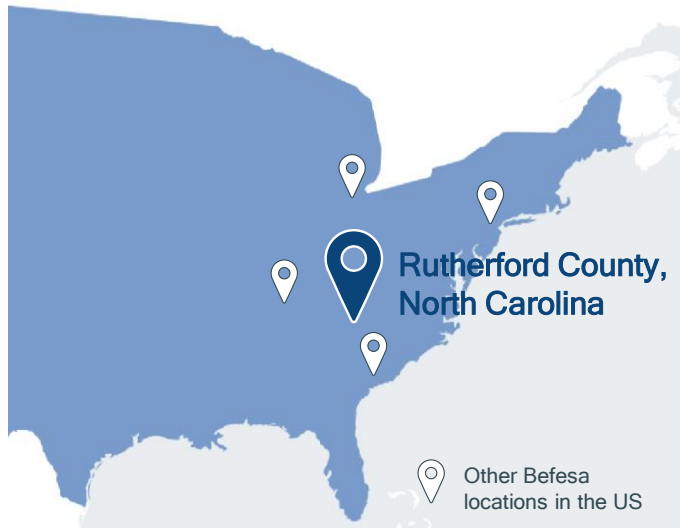 Rutherford County,
North Carolina
Other Befesa
locations in the US